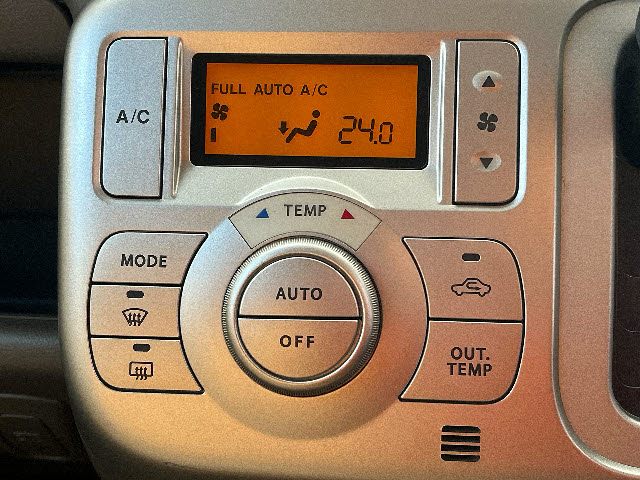 A/C
FULL AUTO A/C
24.0
TEMP
MODE
AUTO
OFF
OUT.
TEMP